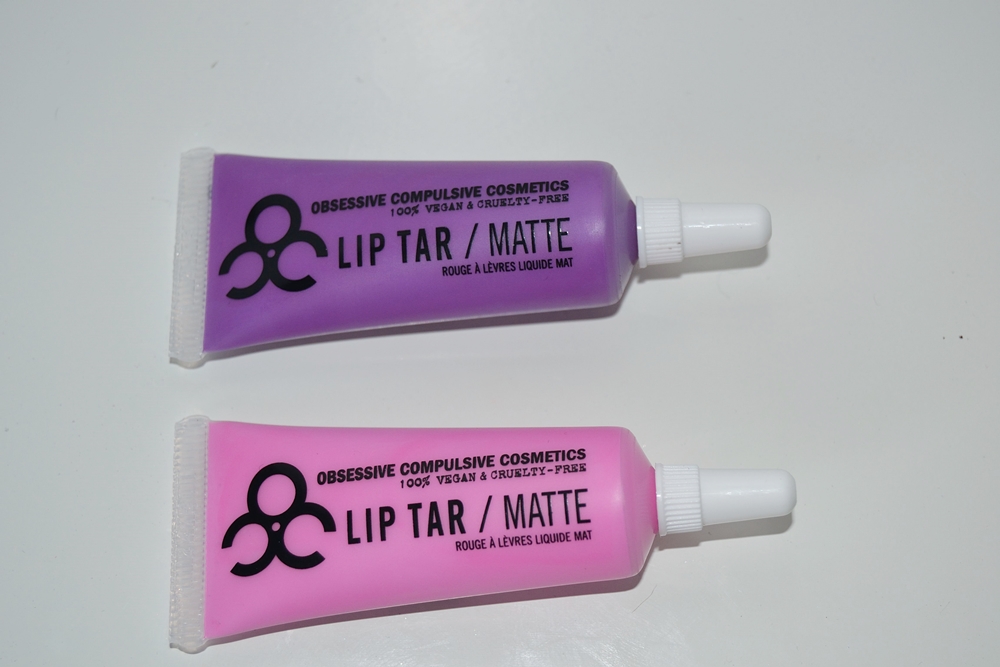 OBSESSIVE COMPULSIVE COSMETICS
100% VEGAN & CRUELTY-FREE
LIP TAR / MATTE
ROUGE À LÈVRES LIQUIDE MAT
OBSESSIVE COMPULSIVE COSMETICS
100% VEGAN & CRUELTY-FREE
LIP TAR / MATTE
ROUGE À LÈVRES LIQUIDE MAT